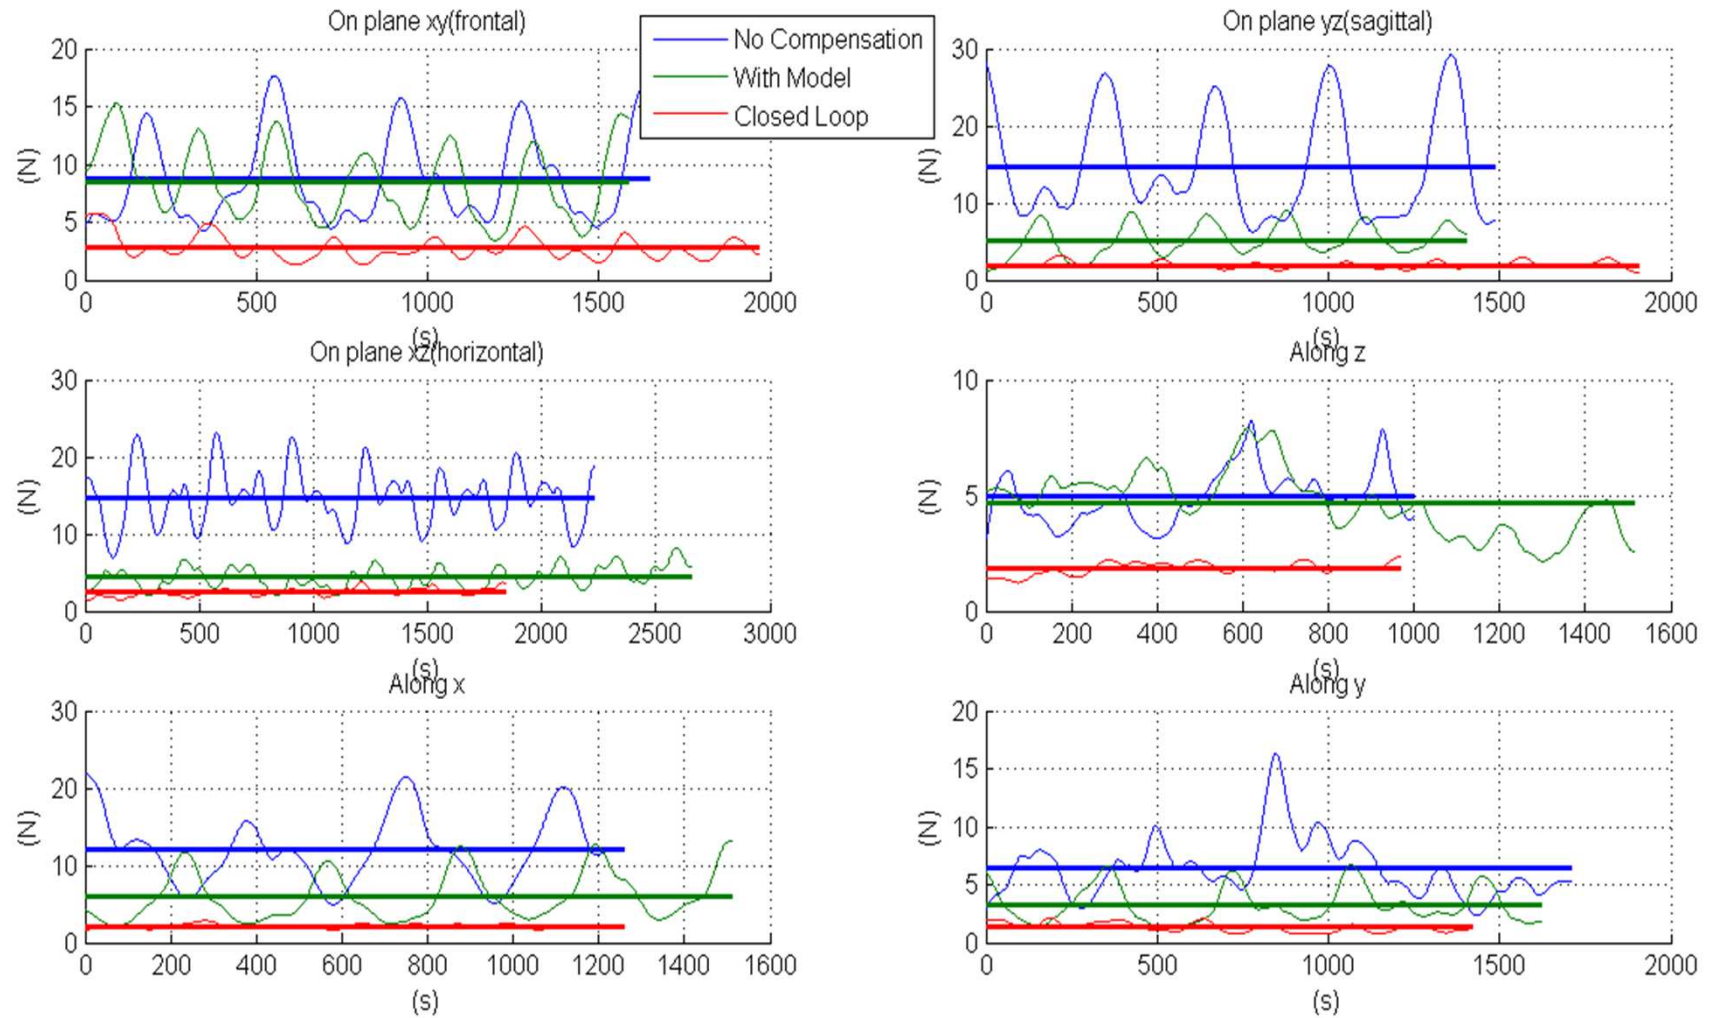 On plane xy(frontal)
20
15
10
5
0
(N)
0 500 1000 1500 2000
(s)
No Compensation
With Model
Closed Loop
On plane yz(sagittal)
30
20
10
0
(N)
0 500 1000 1500 2000
(s)
On plane xz(horizontal)
30
20
10
0
(N)
0 500 1000 1500 2000 2500 3000
(s)
Along z
10
5
0
(N)
0 200 400 600 800 1000 1200 1400 1600
(s)
Along x
30
20
10
0
(N)
0 200 400 600 800 1000 1200 1400 1600
(s)
Along y
20
15
10
5
0
(N)
0 500 1000 1500 2000
(s)